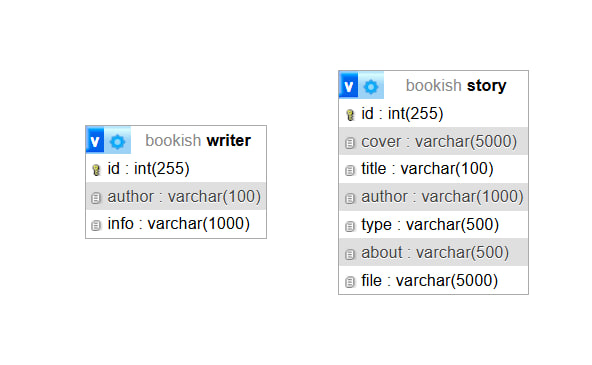 v bookish writer
id : int(255)
author : varchar(100)
info : varchar(1000)
v bookish story
id : int(255)
cover : varchar(5000)
title : varchar(100)
author : varchar(1000)
type : varchar(500)
about : varchar(500)
file : varchar(5000)